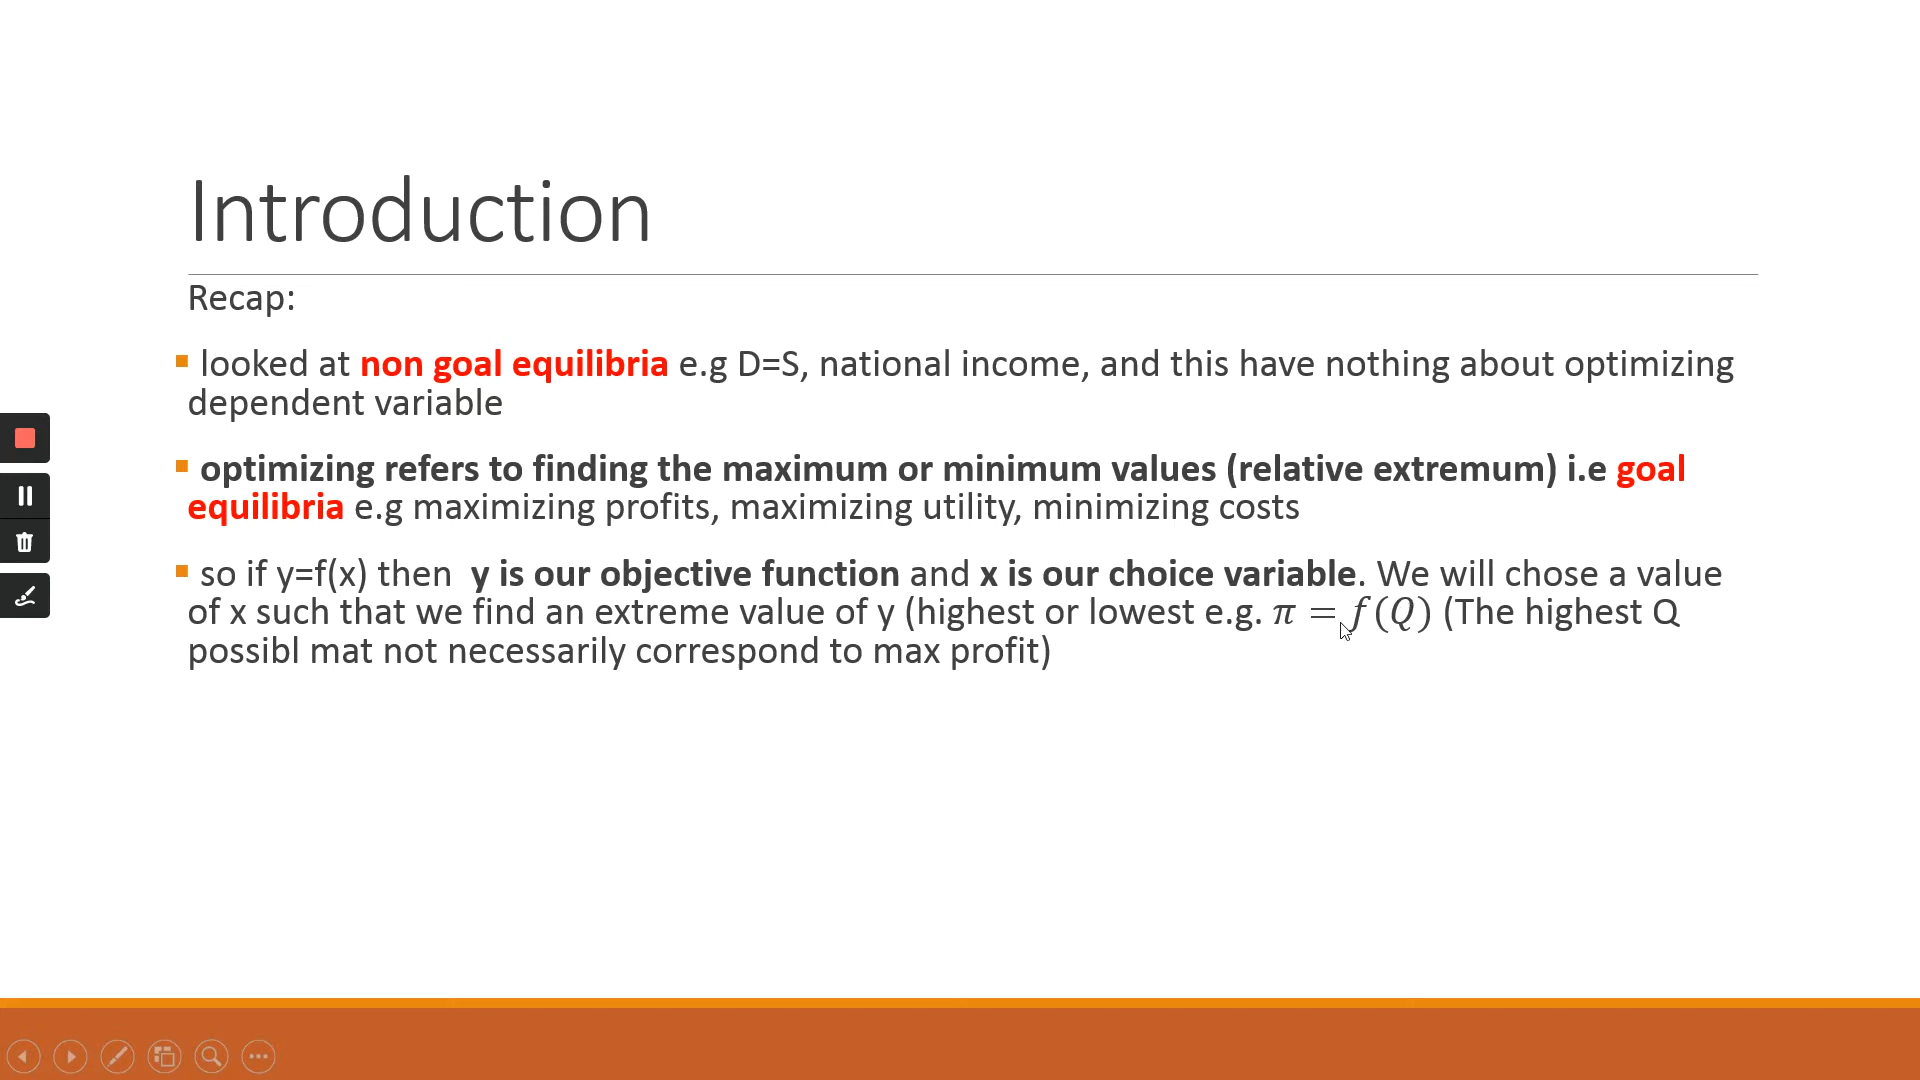 Introduction
Recap:
looked at non goal equilibria e.g D=S, national income, and this have nothing about optimizing
dependent variable
optimizing refers to finding the maximum or minimum values (relative extremum) i.e goal
equilibria e.g maximizing profits, maximizing utility, minimizing costs
so if y=f(x) then y is our objective function and x is our choice variable. We will chose a value
of x such that we find an extreme value of y (highest or lowest e.g. 𝜋 = 𝑓(𝑄) (The highest Q
possibl mat not necessarily correspond to max profit)